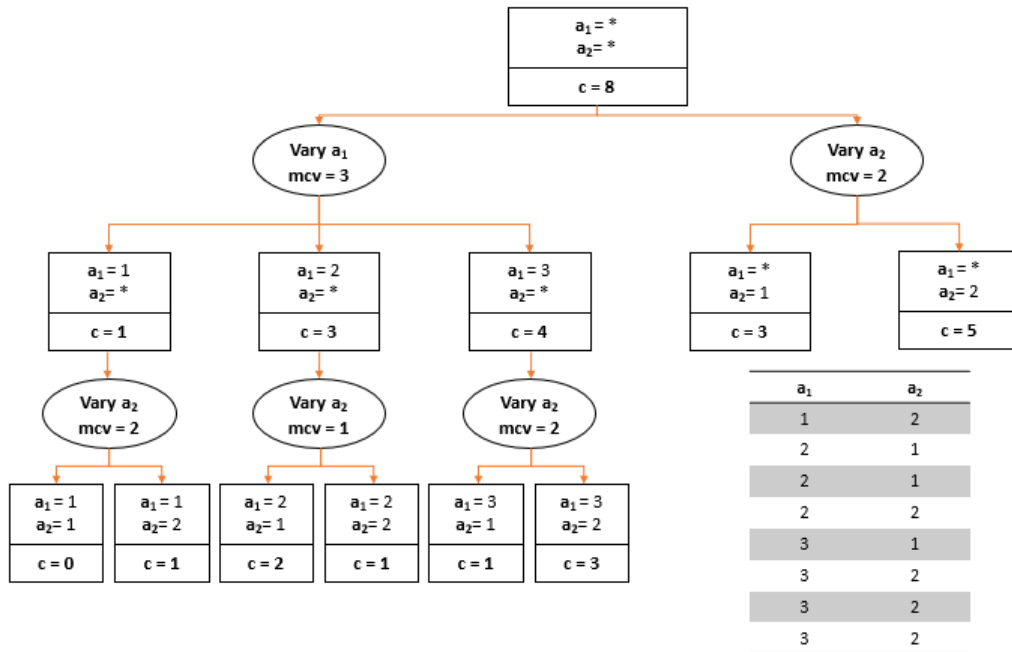 a₁ = *
a₂= *
c = 8
Vary a₁
mcv = 3
Vary a₂
mcv = 2
a₁ = 1
a₂= *
c = 1
a₁ = 2
a₂= *
c = 3
a₁ = 3
a₂= *
c = 4
a₁ = *
a₂= 1
c = 3
a₁ = *
a₂= 2
c = 5
Vary a₂
mcv = 2
Vary a₂
mcv = 1
Vary a₂
mcv = 2
a₁ = 1
a₂= 1
c = 0
a₁ = 1
a₂= 2
c = 1
a₁ = 2
a₂= 1
c = 2
a₁ = 2
a₂= 2
c = 1
a₁ = 3
a₂= 1
c = 1
a₁ = 3
a₂= 2
c = 3
a₁ a₂
1 2
2 1
2 1
2 2
3 1
3 2
3 2
3 2